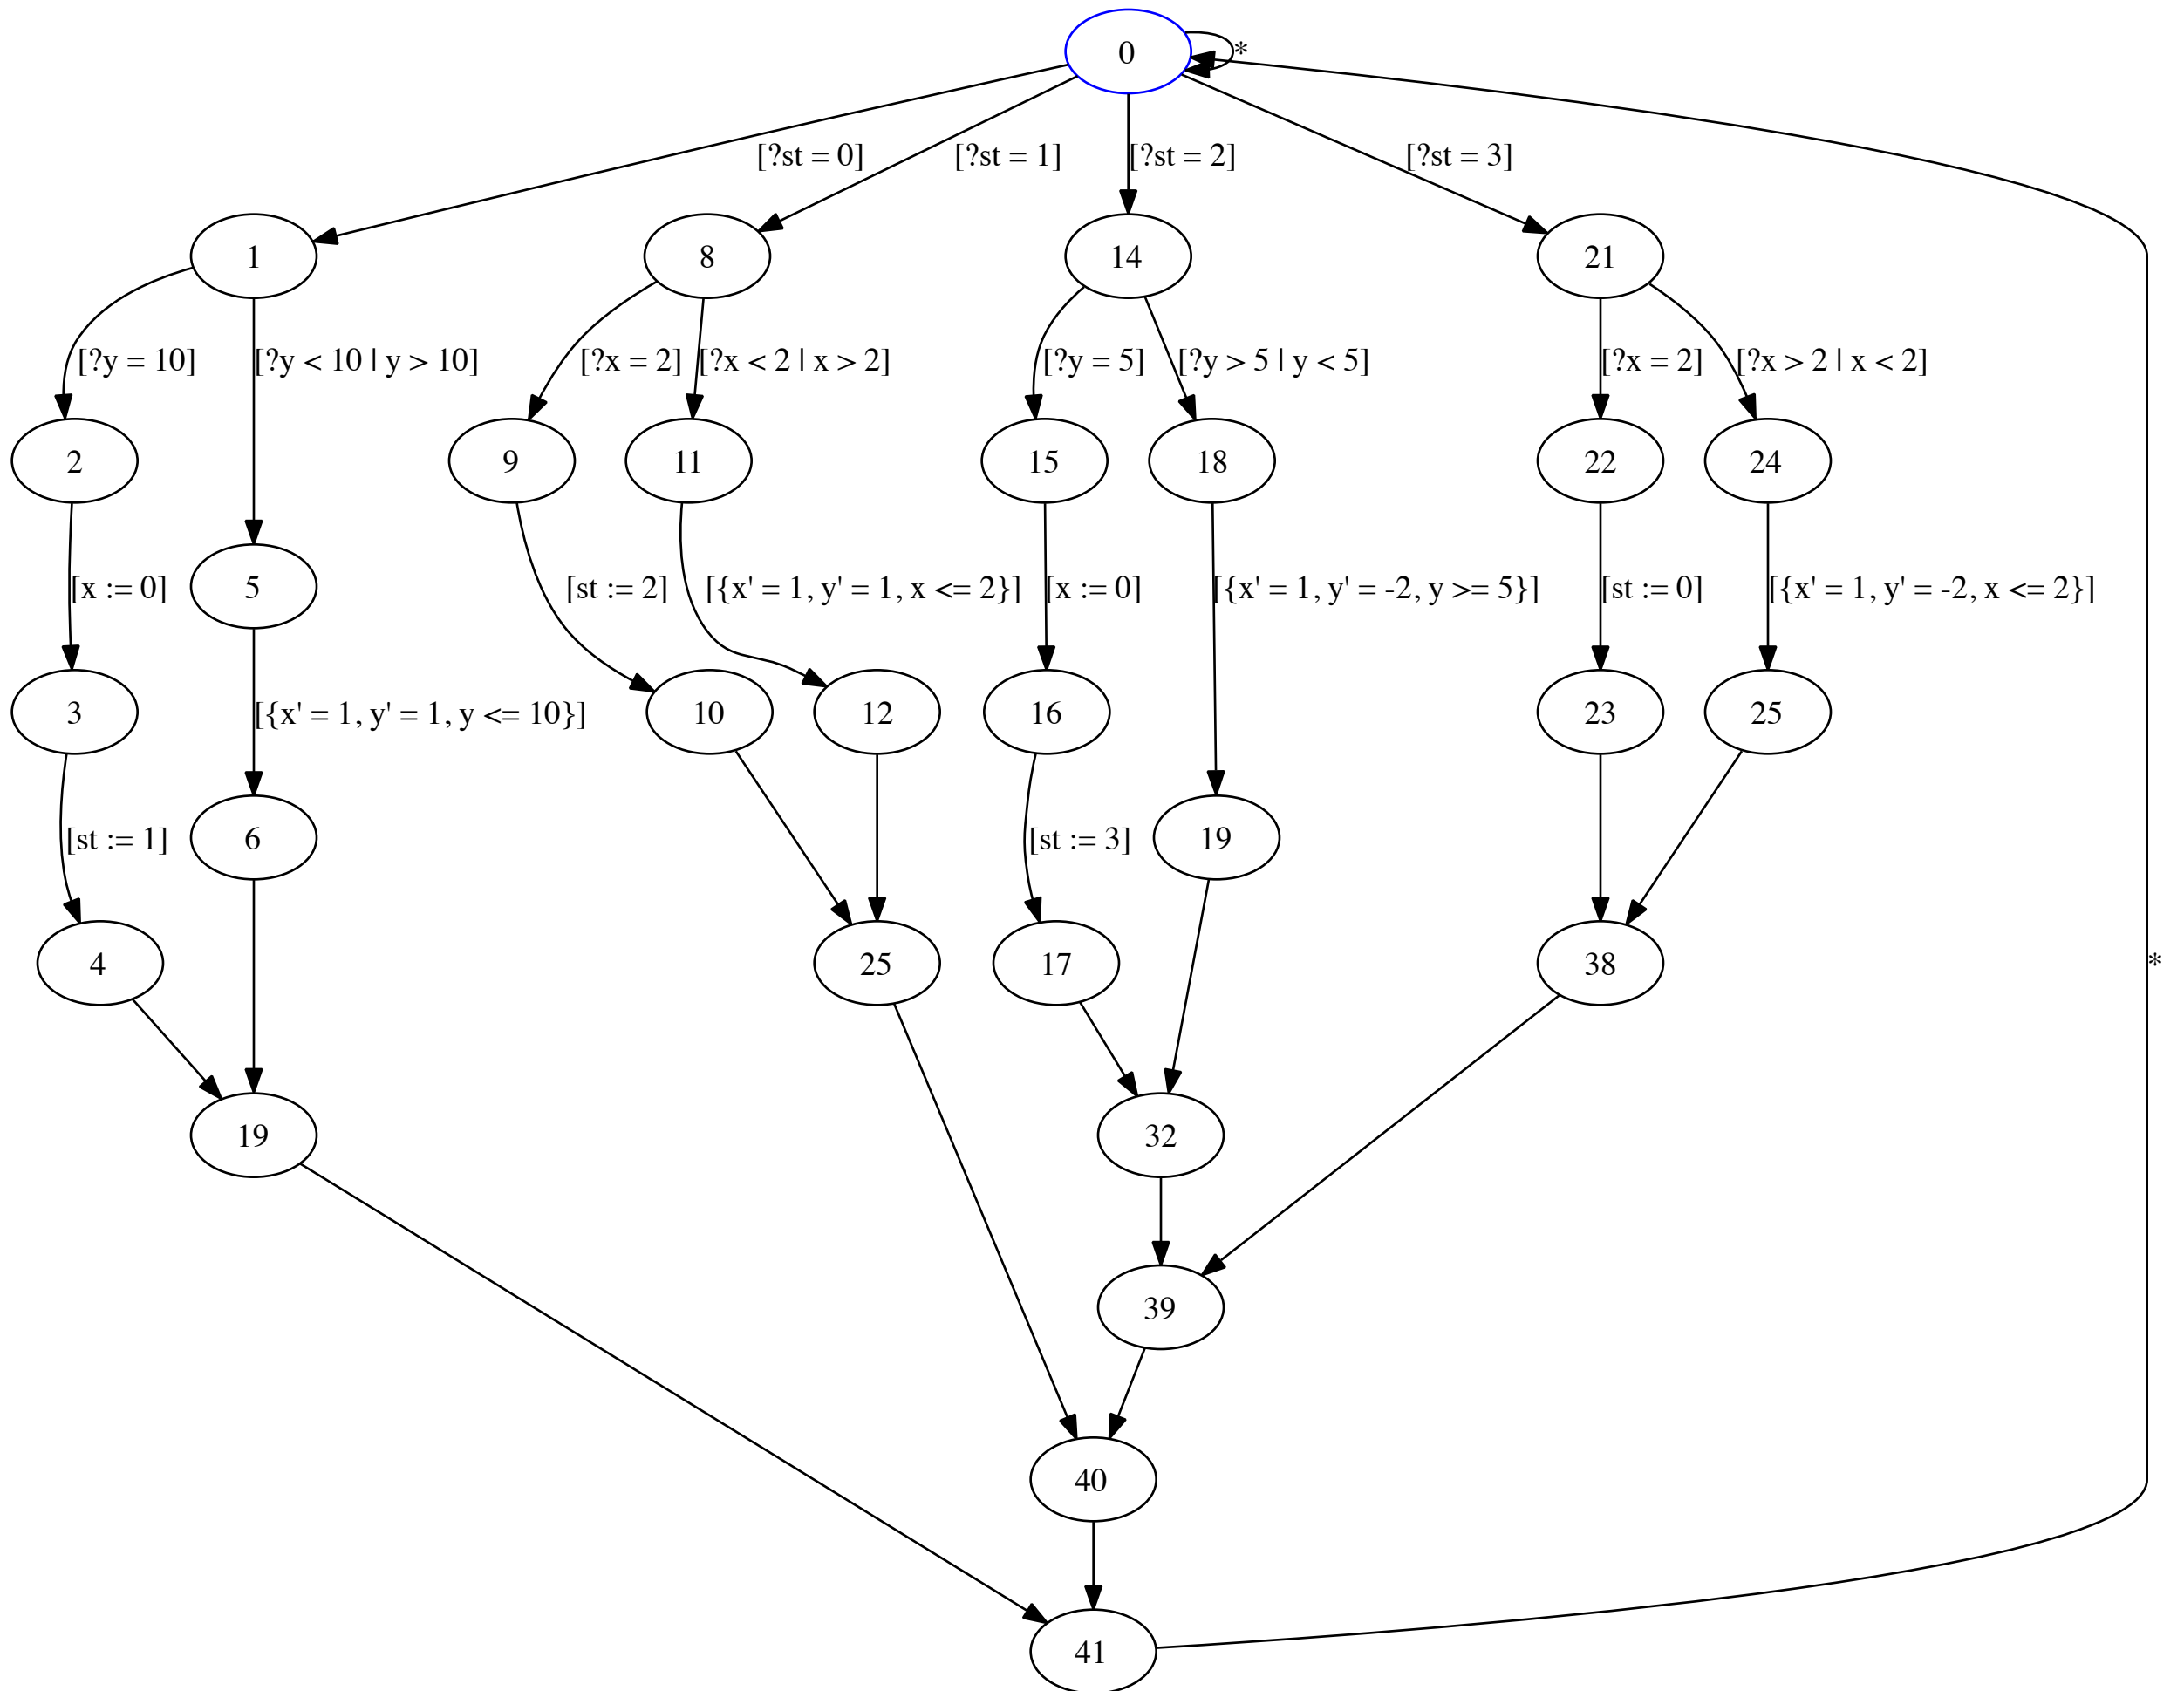 0
*
[?st = 0]
[?st = 1]
[?st = 2]
[?st = 3]
1
8
14
21
[?y = 10]
[?y < 10 | y > 10]
[?x = 2]
[?x < 2 | x > 2]
[?y = 5]
[?y > 5 | y < 5]
[?x = 2]
[?x > 2 | x < 2]
2
9
11
15
18
22
24
[x := 0]
5
[st := 2]
[{x' = 1, y' = 1, x <= 2}]
[x := 0]
[{x' = 1, y' = -2, y >= 5}]
[st := 0]
[{x' = 1, y' = -2, x <= 2}]
3
[{x' = 1, y' = 1, y <= 10}]
10
12
16
23
25
[st := 1]
6
[st := 3]
19
4
25
17
38
*
19
32
39
40
41